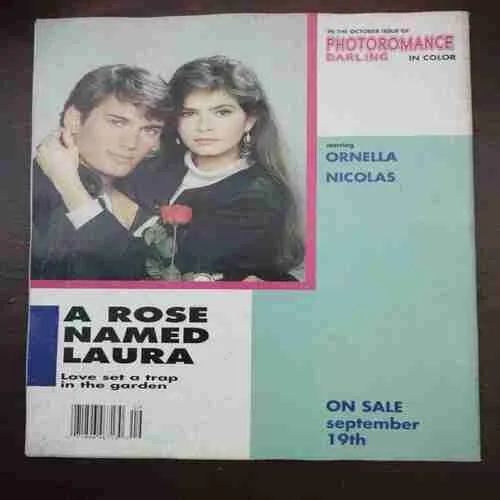 IN THE OCTOBER ISSUE OF
PHOTOROMANCE
DARLING IN COLOR
starring
ORNELLA
NICOLAS
A ROSE
NAMED
LAURA
Love set a trap
in the garden
ON SALE
september
19th